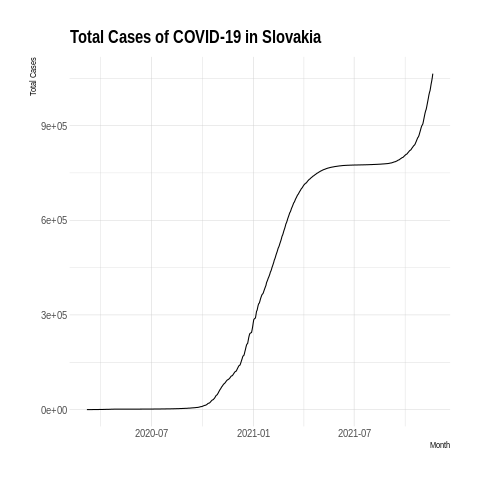 Total Cases of COVID-19 in Slovakia
Total Cases
9e+05
6e+05
3e+05
0e+00
2020-07 2021-01 2021-07
Month